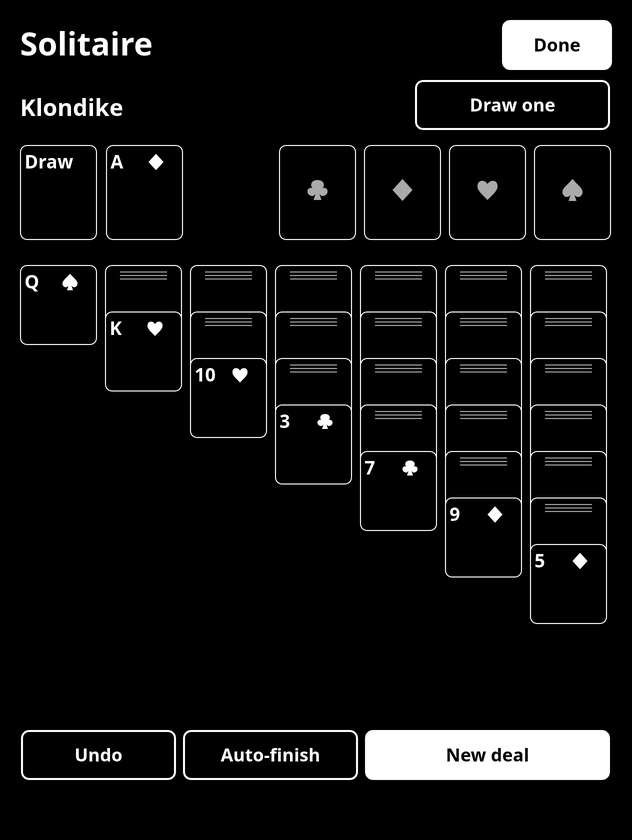 Solitaire
Done
Klondike
Draw one
Draw
A
Q
K
10
3
7
9
5
Undo
Auto-finish
New deal